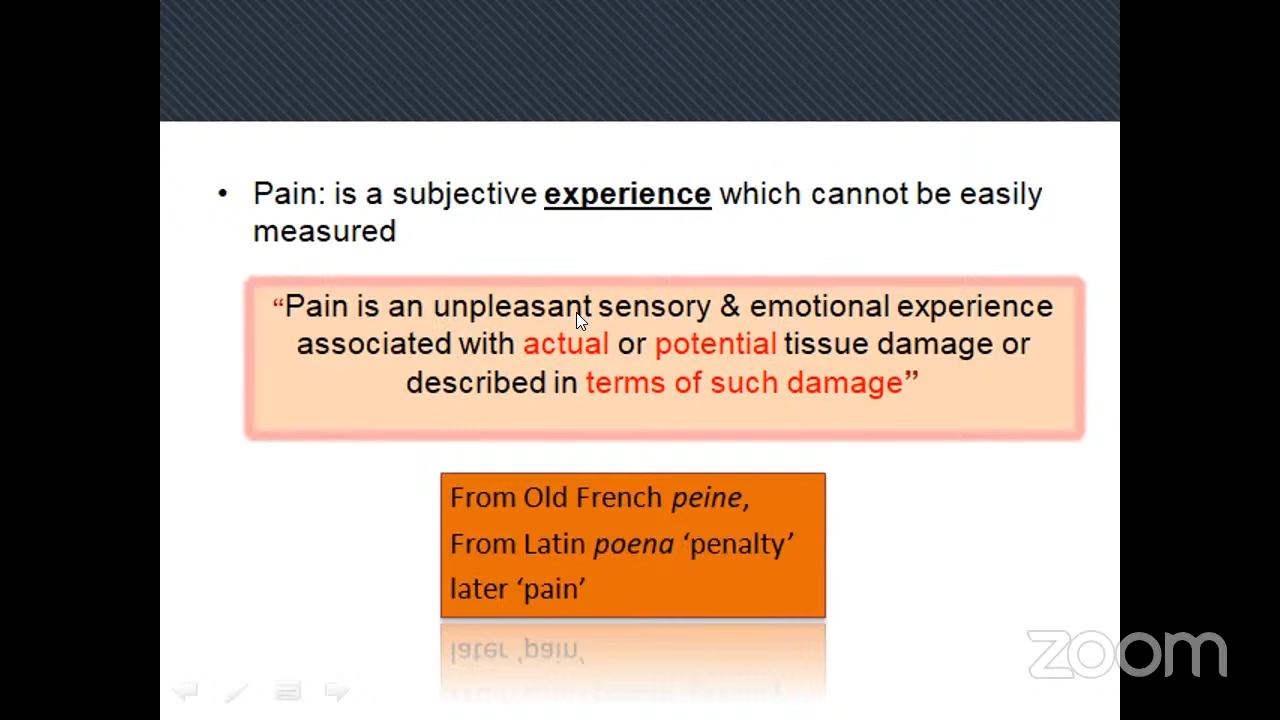 • Pain: is a subjective experience which cannot be easily
measured
“Pain is an unpleasant sensory & emotional experience
associated with actual or potential tissue damage or
described in terms of such damage”
From Old French peine,
From Latin poena ‘penalty’
later ‘pain’
zoom